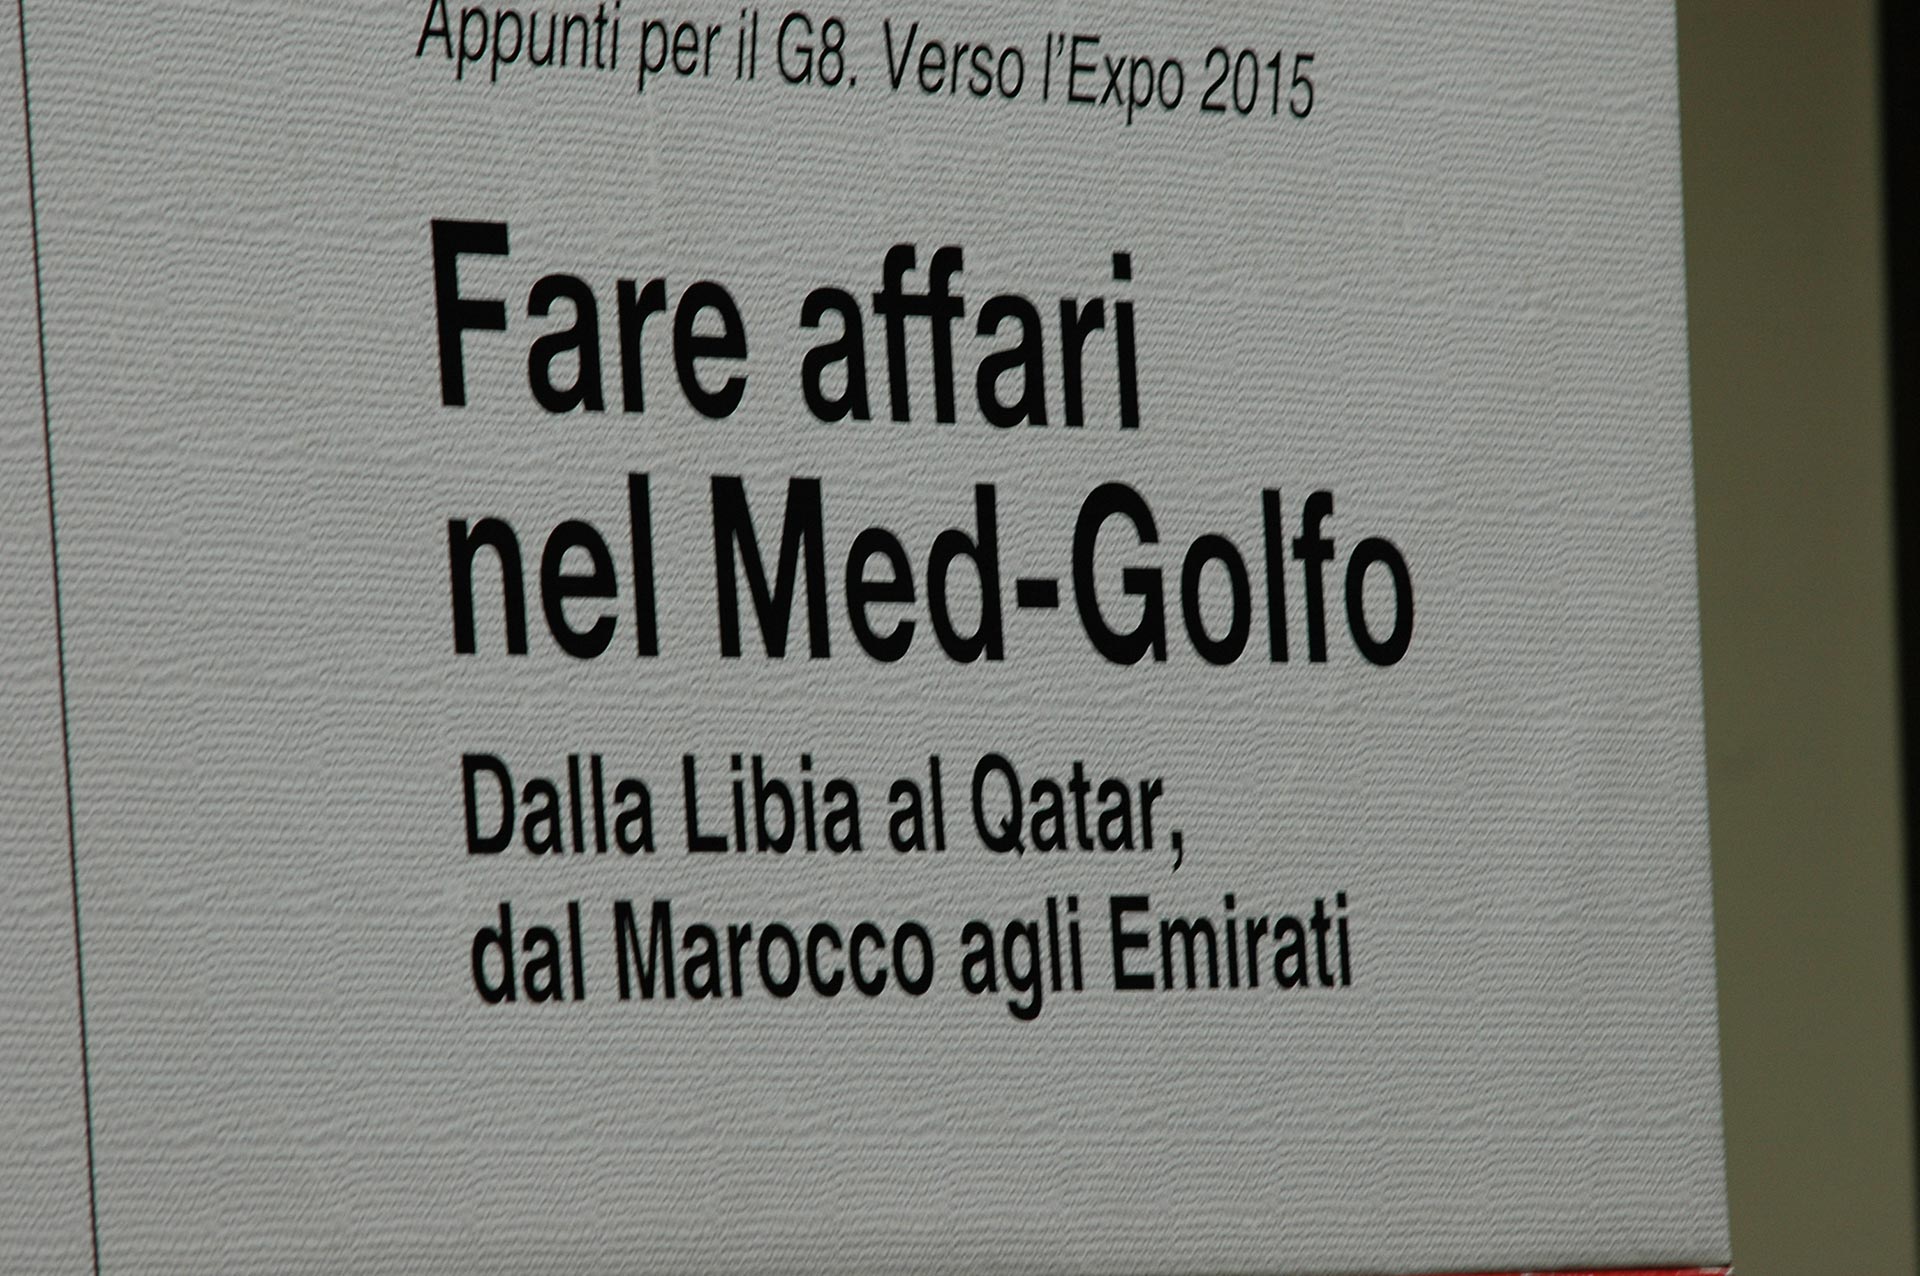 Appunti per il G8. Verso l'Expo 2015
Fare affari
nel Med-Golfo
Dalla Libia al Qatar,
dal Marocco agli Emirati